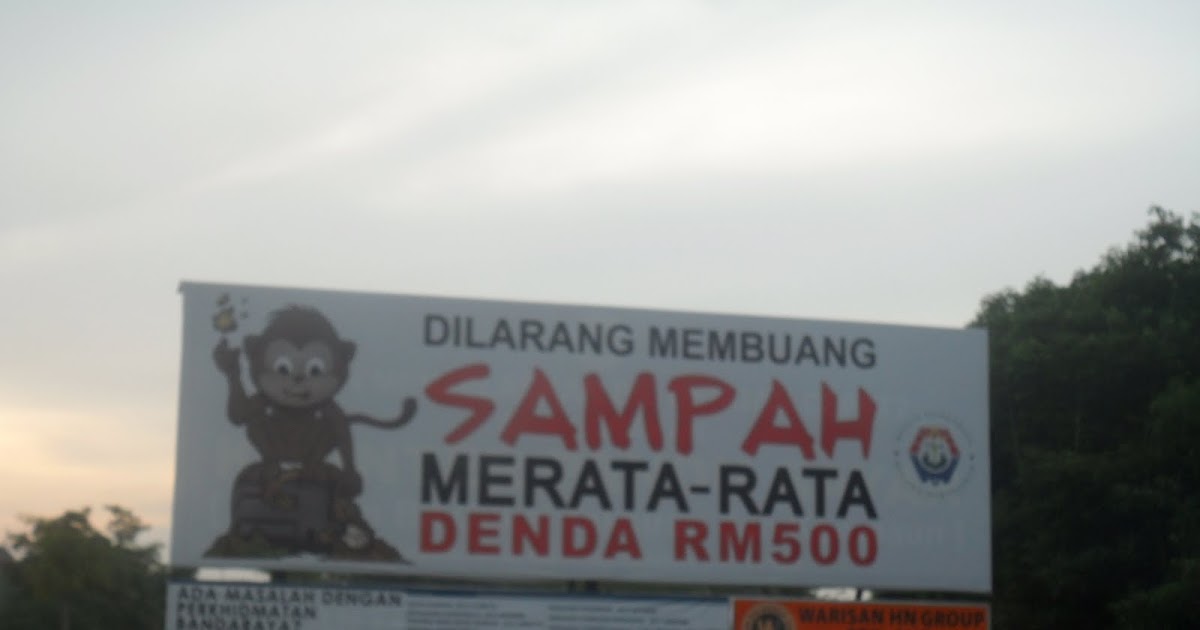 DILARANG MEMBUANG
SAMPAH
MERATA-RATA
DENDA RM500
ADA MASALAH DENGAN
PERKHIDMATAN
BANDARAYA?
WARISAN HN GROUP